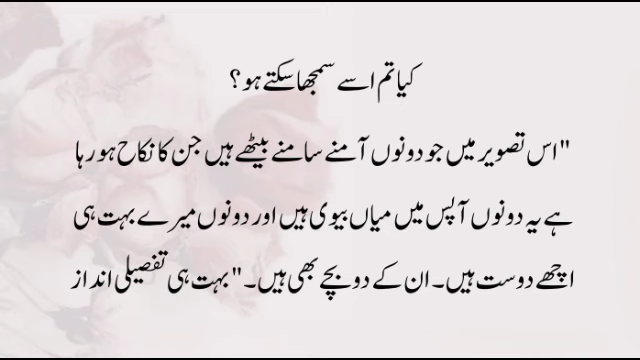 کیا تم اسے سمجھا سکتے ہو؟
"اس تصویر میں جو دونوں آمنے سامنے بیٹھے ہیں جن کا نکاح ہو رہا
ہے یہ دونوں آپس میں میاں بیوی ہیں اور دونوں میرے بہت ہی
اچھے دوست ہیں۔ ان کے دو بچے بھی ہیں۔" بہت ہی تفصیلی انداز